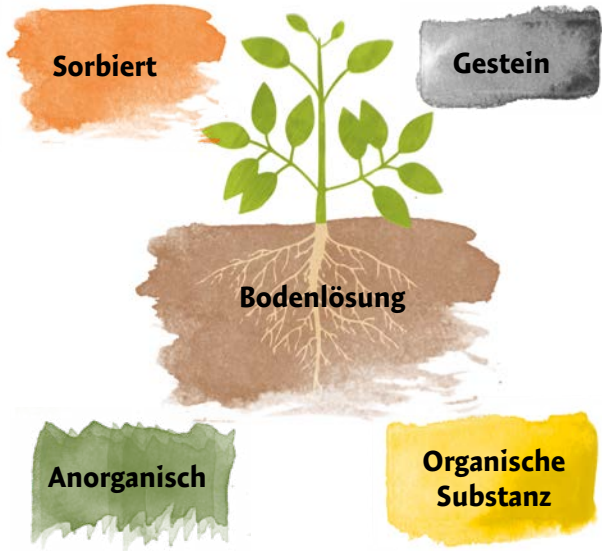 Sorbiert
Gestein
Bodenlösung
Anorganisch
Organische
Substanz